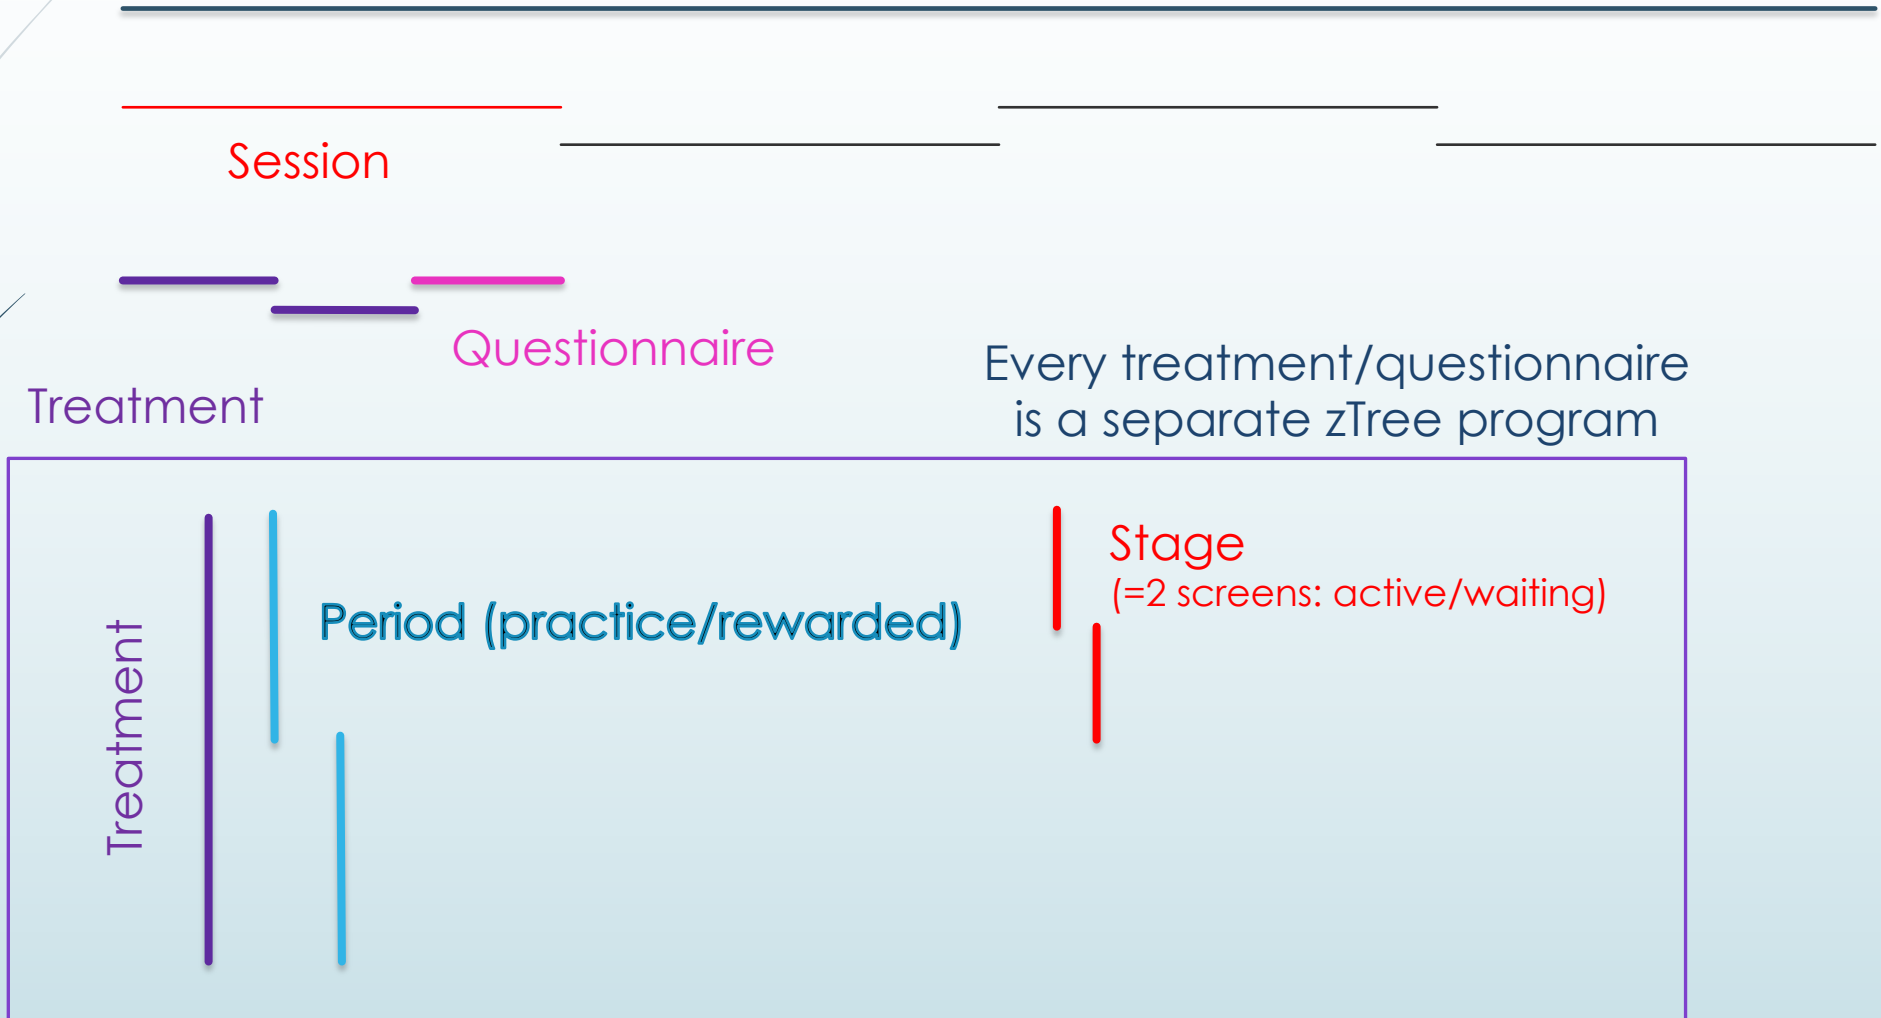 Session
Questionnaire
Treatment
Every treatment/questionnaire
is a separate zTree program
Treatment
Period (practice/rewarded)
Stage
(=2 screens: active/waiting)